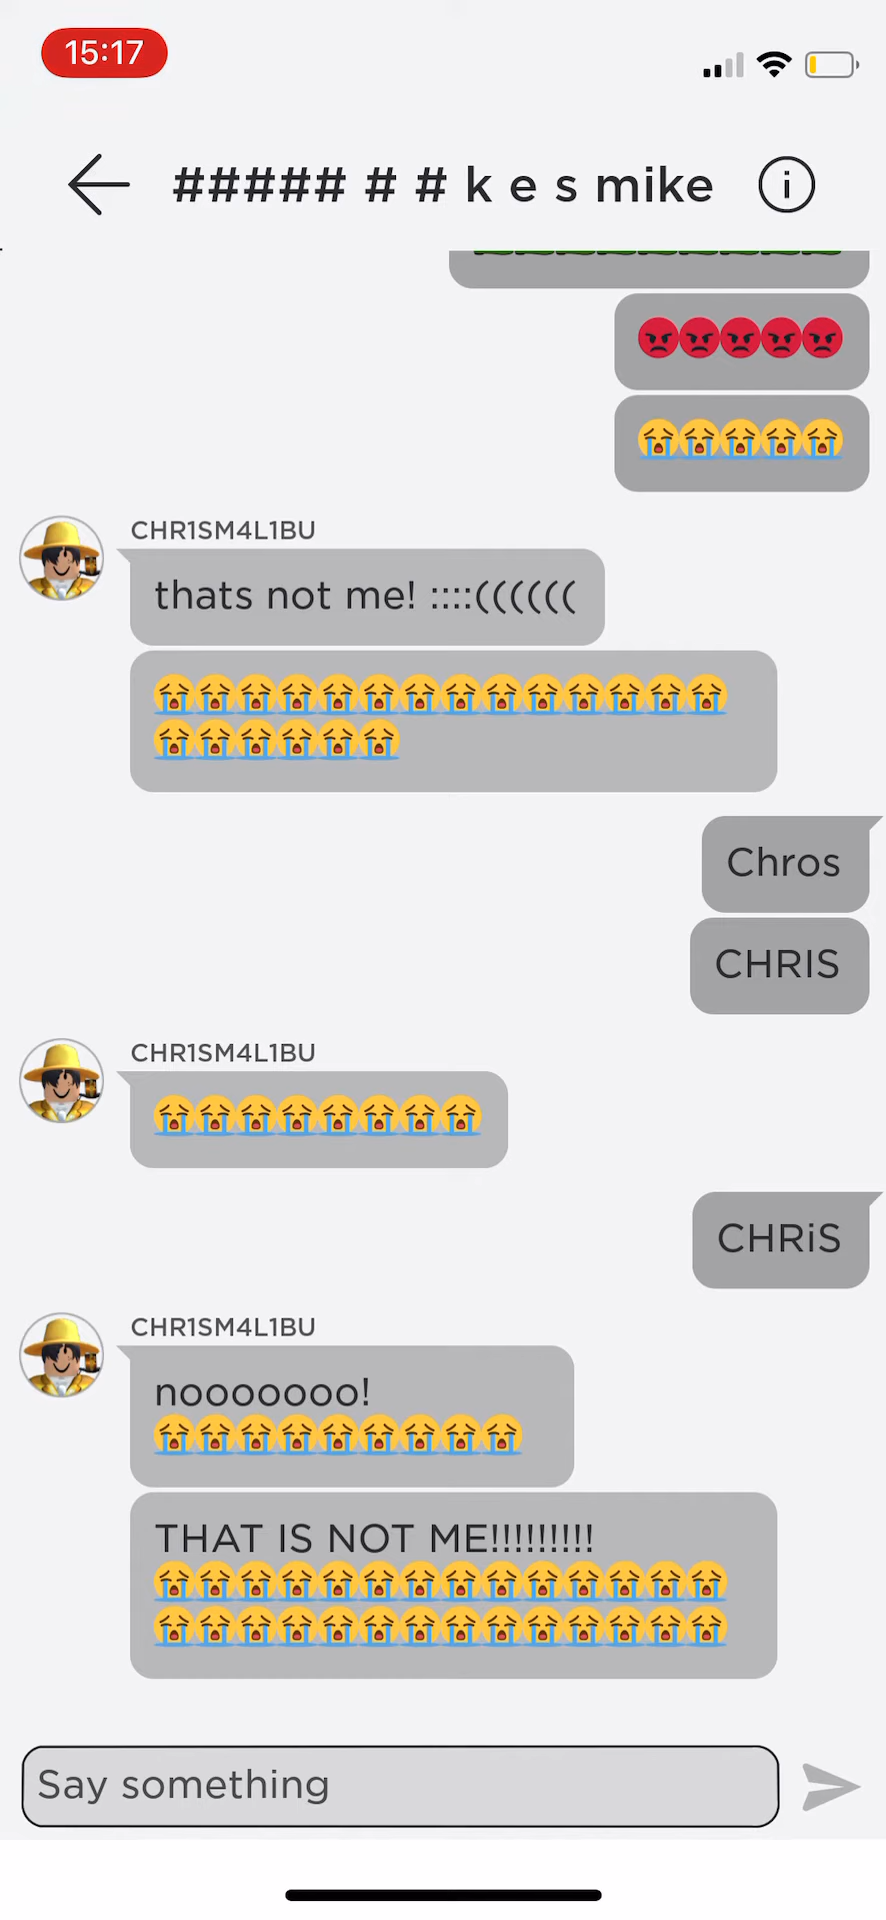 15:17
##### # # k e s mike
😡😡😡😡😡
😭😭😭😭😭
CHR1SM4L1BU
thats not me! ::::((((((
😭😭😭😭😭😭😭😭😭😭😭😭😭😭
😭😭😭😭😭😭
Chros
CHRIS
CHR1SM4L1BU
😭😭😭😭😭😭😭😭
CHRiS
CHR1SM4L1BU
nooooooo!
😭😭😭😭😭😭😭😭😭
THAT IS NOT ME!!!!!!!!!
😭😭😭😭😭😭😭😭😭😭😭😭😭😭
😭😭😭😭😭😭😭😭😭😭😭😭😭😭
Say something